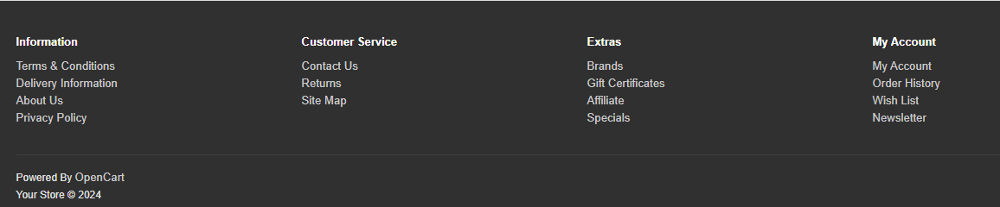 Information
Terms & Conditions
Delivery Information
About Us
Privacy Policy
Customer Service
Contact Us
Returns
Site Map
Extras
Brands
Gift Certificates
Affiliate
Specials
My Account
My Account
Order History
Wish List
Newsletter
Powered By OpenCart
Your Store © 2024